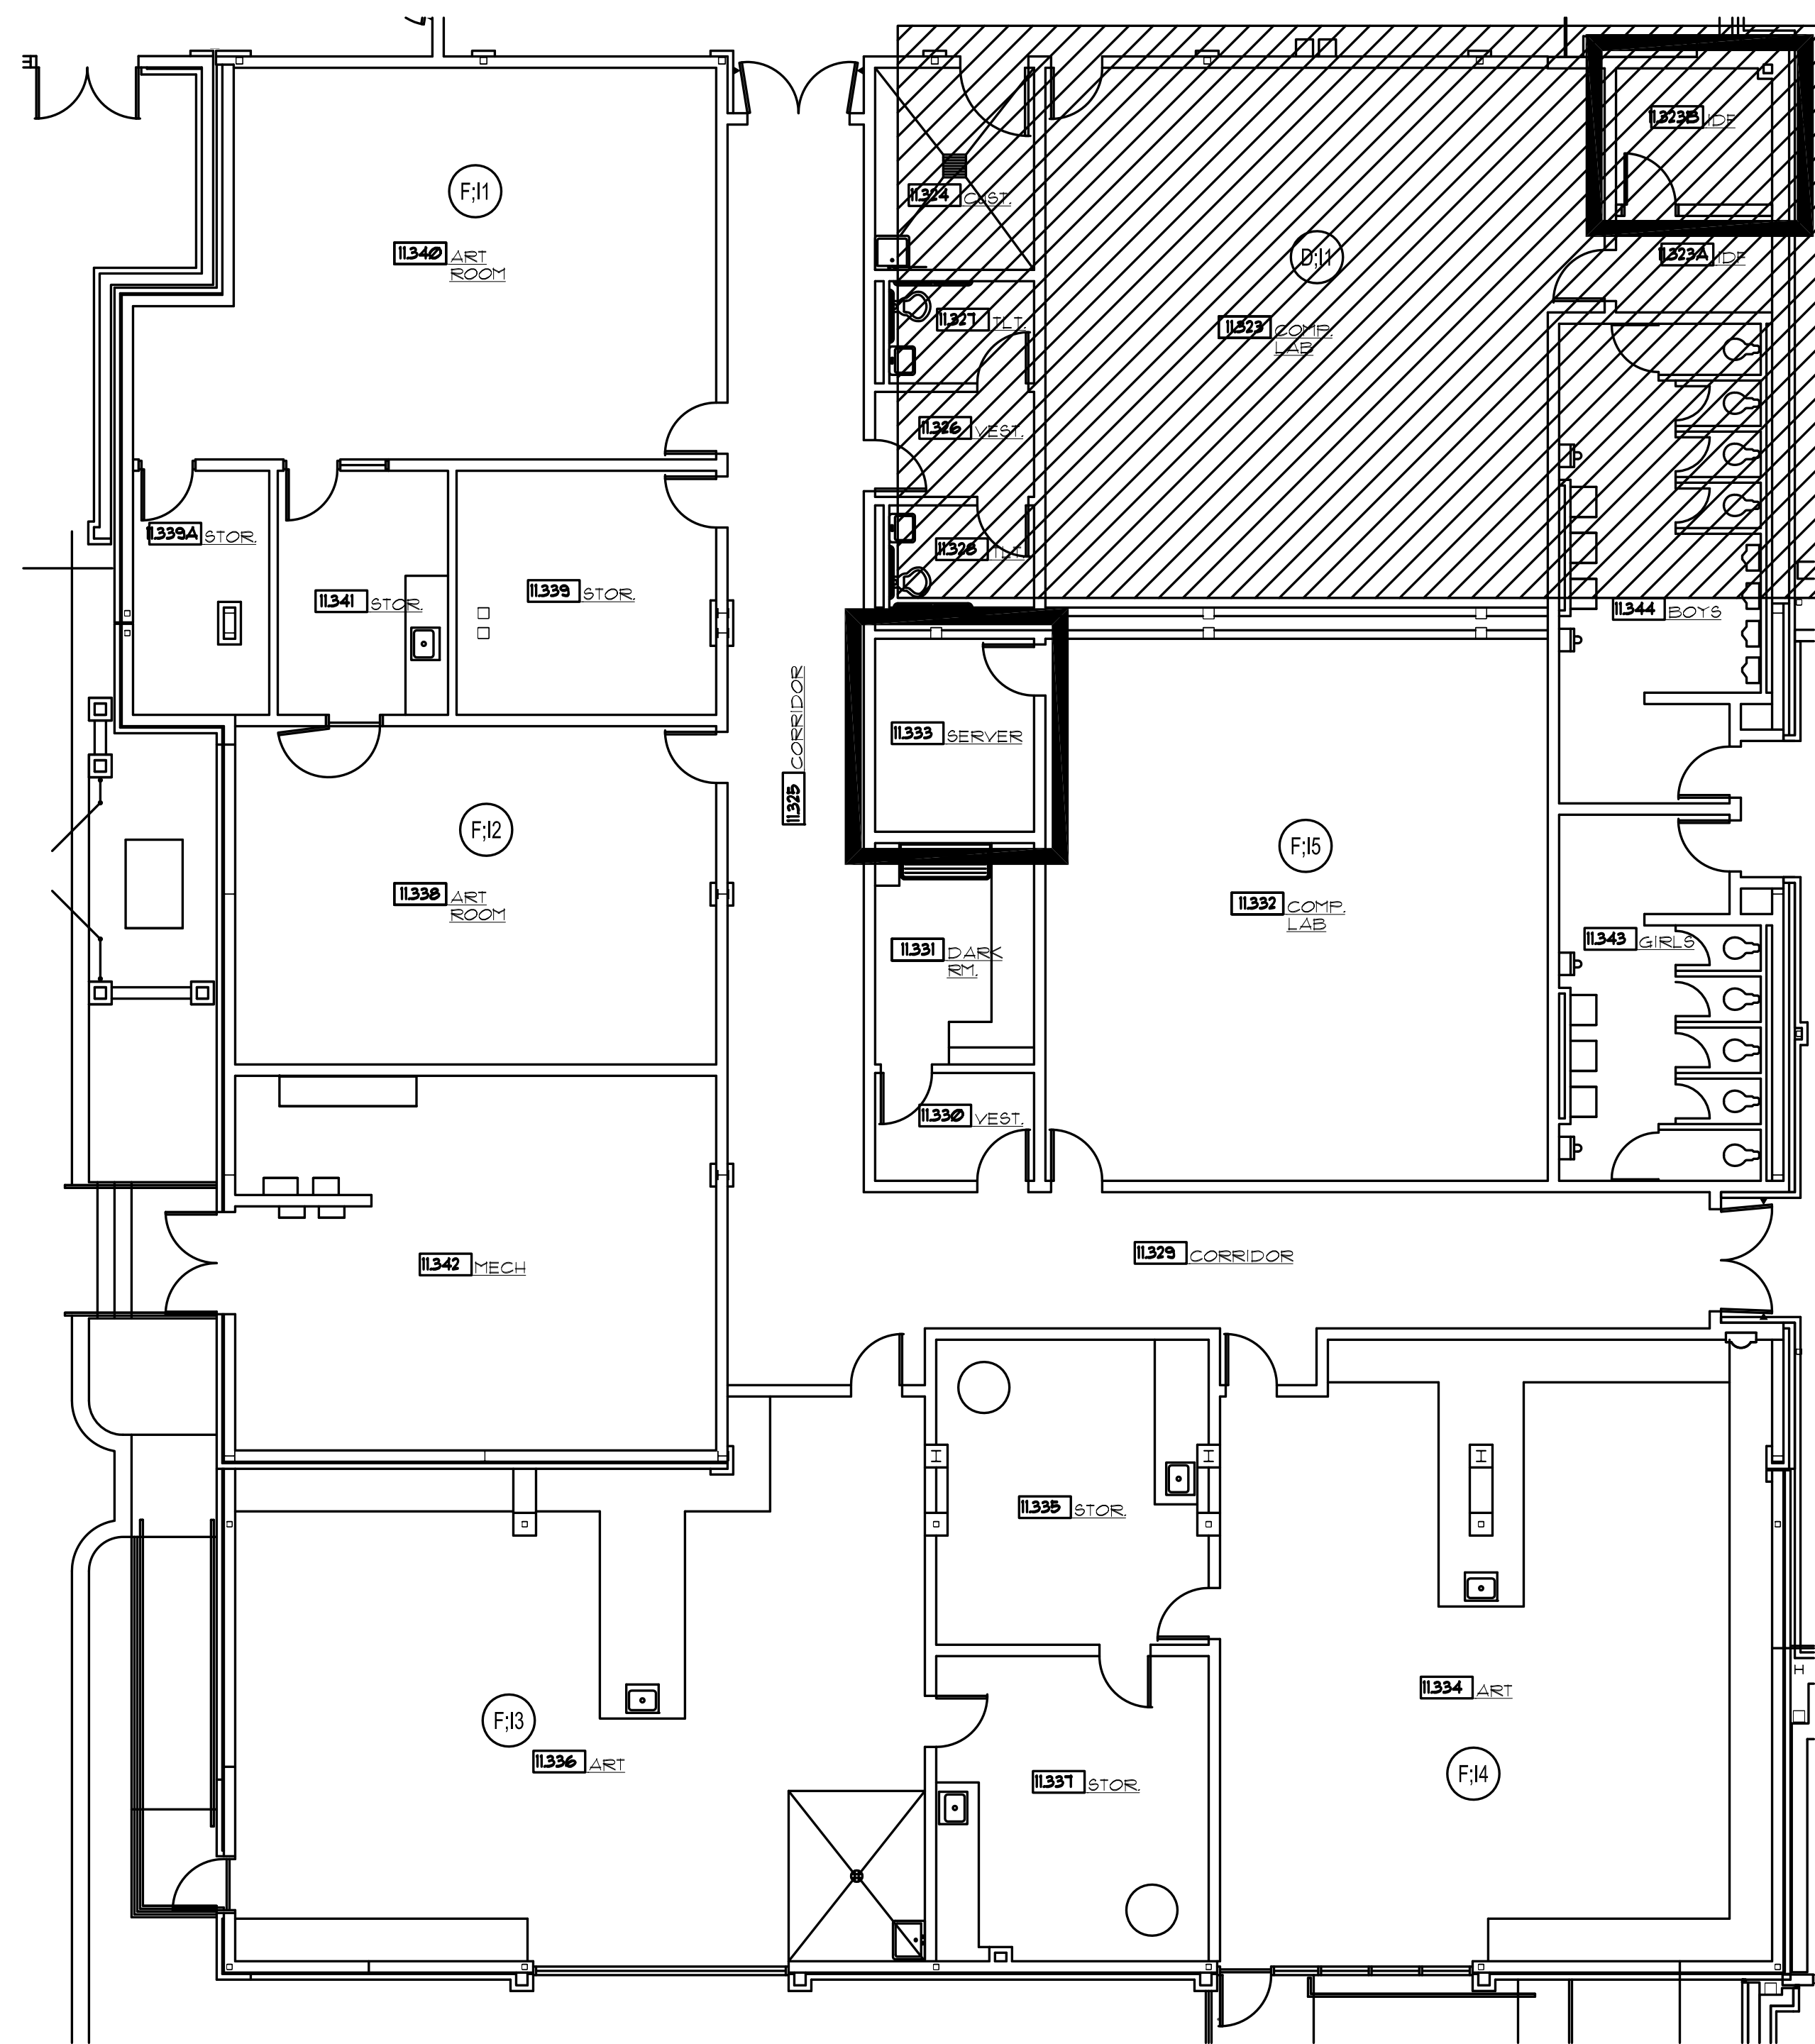 11.323B IDF
F;I1
11.324 CUST.
11.340 ART
ROOM
D;I1
11.323A IDF
11.327 TLT.
11.323 COMP.
LAB
11.326 VEST.
11.339A STOR.
11.328 TLT.
11.341 STOR.
11.339 STOR.
11.344 BOYS
11.325 CORRIDOR
11.333 SERVER
F;I2
F;I5
11.338 ART
ROOM
11.332 COMP.
LAB
11.331 DARK
RM.
11.343 GIRLS
11.330 VEST.
11.342 MECH
11.329 CORRIDOR
11.335 STOR.
11.334 ART
F;I3
11.336 ART
11.337 STOR.
F;I4